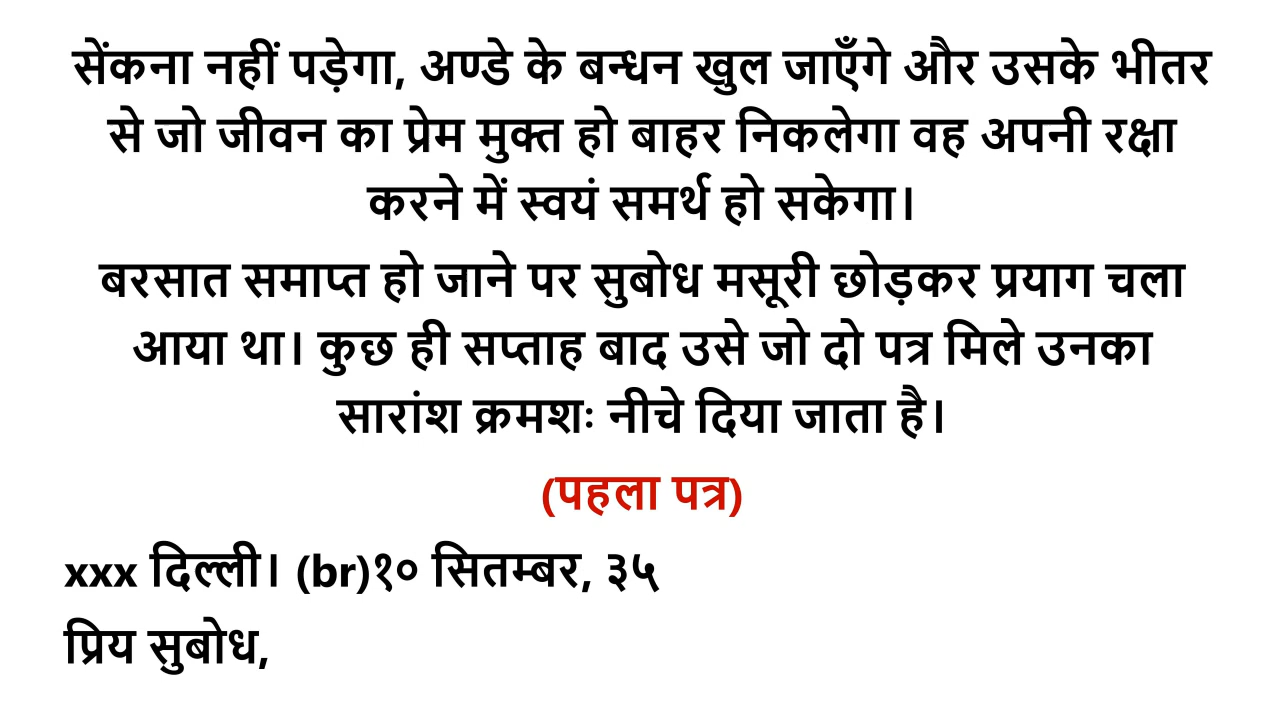 सेंकना नहीं पड़ेगा, अण्डे के बन्धन खुल जाएँगे और उसके भीतर
से जो जीवन का प्रेम मुक्त हो बाहर निकलेगा वह अपनी रक्षा
करने में स्वयं समर्थ हो सकेगा।
बरसात समाप्त हो जाने पर सुबोध मसूरी छोड़कर प्रयाग चला
आया था। कुछ ही सप्ताह बाद उसे जो दो पत्र मिले उनका
सारांश क्रमशः नीचे दिया जाता है।
(पहला पत्र)
xxx दिल्ली। (br)१० सितम्बर, ३५
प्रिय सुबोध,